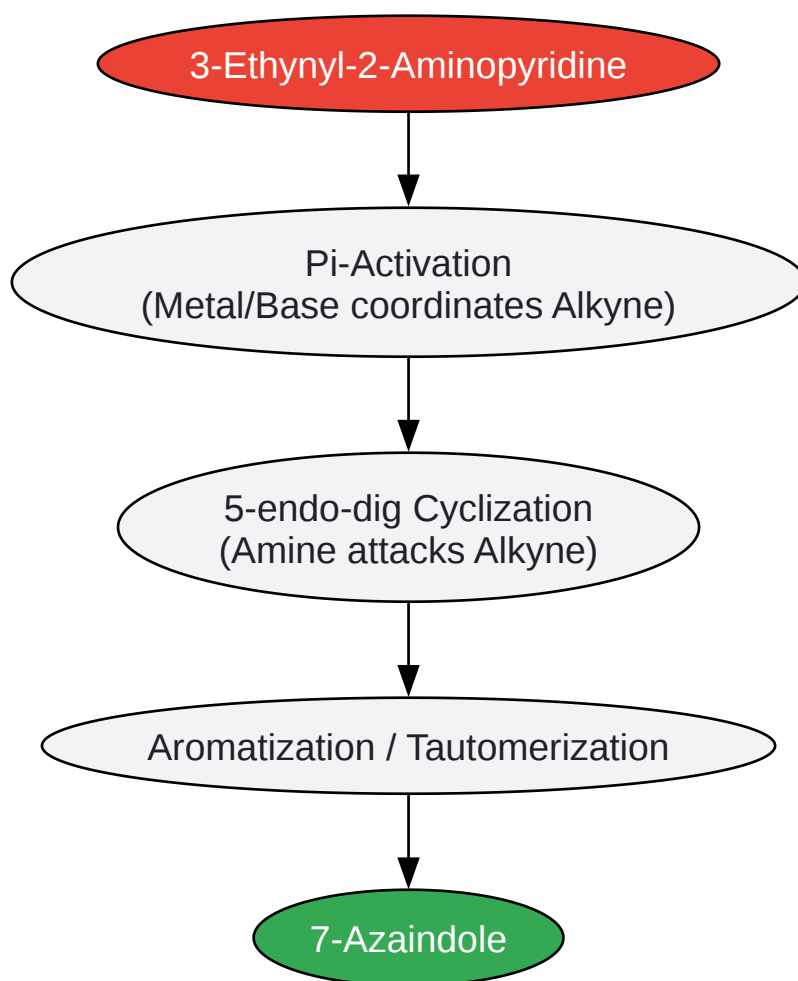 3-Ethynyl-2-Aminopyridine
Pi-Activation
(Metal/Base coordinates Alkyne)
5-endo-dig Cyclization
(Amine attacks Alkyne)
Aromatization / Tautomerization
7-Azaindole